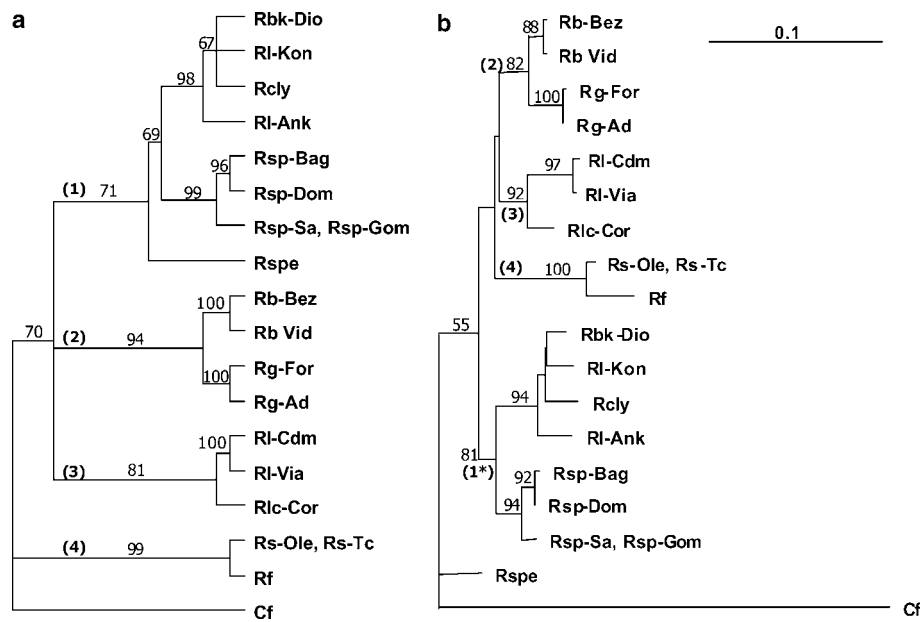 a
Rbk-Dio
67
Rl-Kon
98
Rcly
Rl-Ank
69
Rsp-Bag
96
99
Rsp-Dom
(1) 71
Rsp-Sa, Rsp-Gom
Rspe
Rb-Bez
100
Rb Vid
70
(2) 94
Rg-For
100
Rg-Ad
Rl-Cdm
100
Rl-Via
(3) 81
Rlc-Cor
Rs-Ole, Rs-Tc
(4) 99
Rf
Cf
b
0.1
Rb-Bez
88
Rb Vid
(2) 82
Rg-For
100
Rg-Ad
Rl-Cdm
97
Rl-Via
92
(3)
Rlc-Cor
Rs-Ole, Rs-Tc
(4) 100
Rf
55
Rbk-Dio
Rl-Kon
94
Rcly
Rl-Ank
81
(1*)
Rsp-Bag
92
Rsp-Dom
94
Rsp-Sa, Rsp-Gom
Rspe
Cf